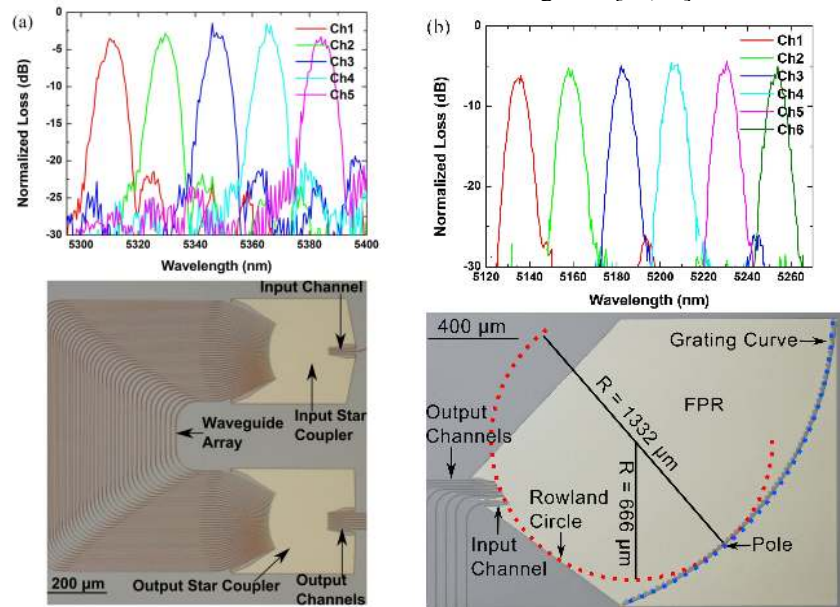 (a)
Ch1
Ch2
Ch3
Ch4
Ch5
0
-5
-10
-15
-20
-25
-30
Normalized Loss (dB)
5300
5320
5340
5360
5380
5400
Wavelength (nm)
(b)
Ch1
Ch2
Ch3
Ch4
Ch5
Ch6
0
-5
-10
-15
-20
-25
-30
Normalized Loss (dB)
5120
5140
5160
5180
5200
5220
5240
5260
Wavelength (nm)
Input Channel
Input Star
Coupler
Waveguide
Array
200 µm
Output Star Coupler
Output
Channels
400 µm
Grating Curve
FPR
R = 1332 µm
Output
Channels
R = 666 µm
Rowland
Circle
Input
Channel
Pole